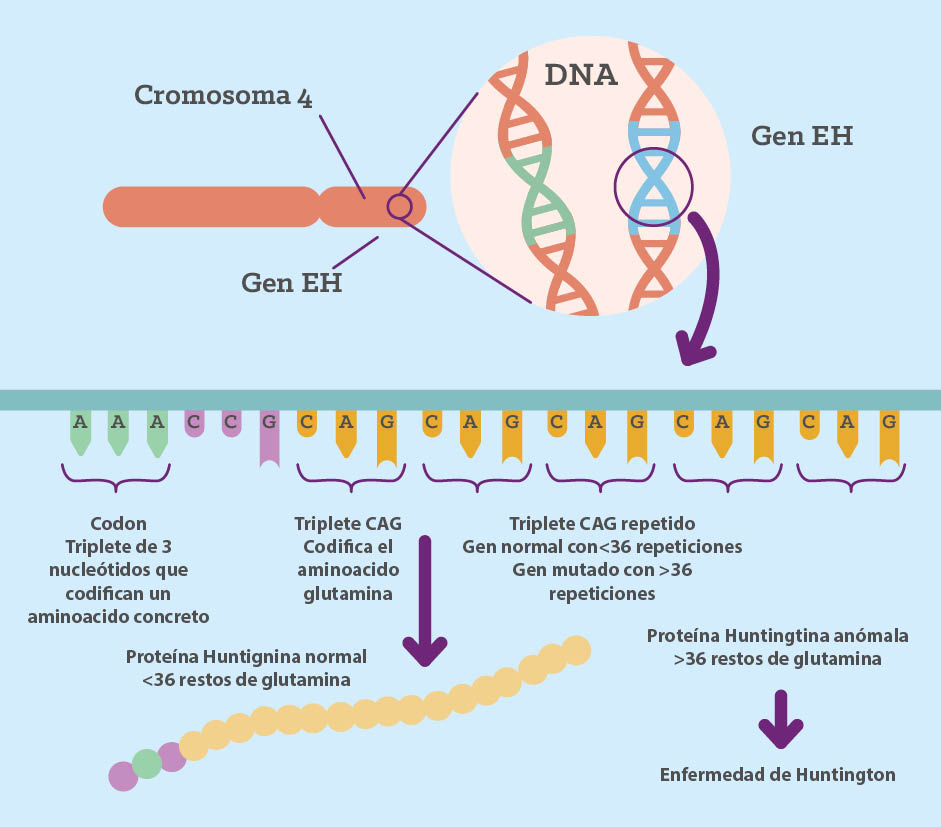 DNA
Cromosoma 4
Gen EH
Gen EH
A A A C C G C A G C A G C A G C A G C A G
Codon
Triplete de 3
nucleótidos que
codifican un
aminoacido concreto
Triplete CAG
Codifica el
aminoacido
glutamina
Triplete CAG repetido
Gen normal con<36 repeticiones
Gen mutado con >36
repeticiones
Proteína Huntignina normal
<36 restos de glutamina
Proteína Huntingtina anómala
>36 restos de glutamina
Enfermedad de Huntington